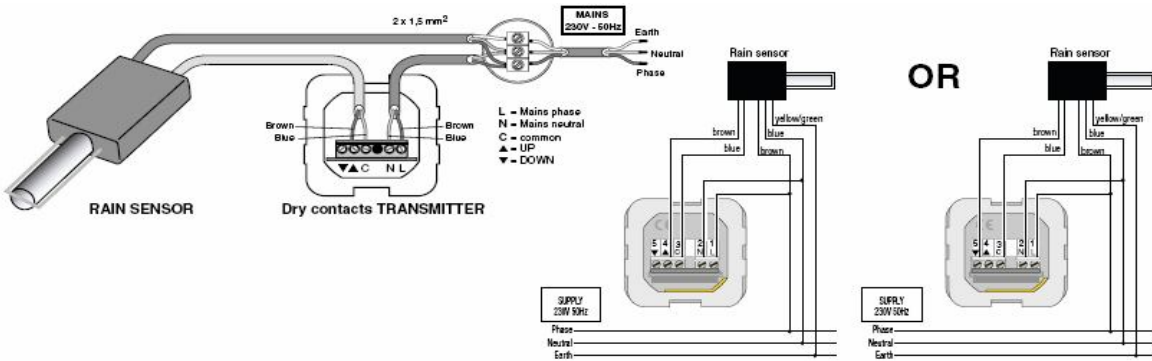 2 x 1,5 mm²
MAINS
230V - 50Hz
Earth
Neutral
Phase
Brown
Blue
Brown
Blue
▼▲ C N L
L = Mains phase
N = Mains neutral
C = common
▲ = UP
▼ = DOWN
RAIN SENSOR
Dry contacts TRANSMITTER
Rain sensor
yellow/green
brown
blue
blue
brown
CE
5 4 3 2 1
▼ ▲ C N L
SUPPLY
230V 50Hz
Phase
Neutral
Earth
OR
Rain sensor
yellow/green
brown
blue
blue
brown
CE
5 4 3 2 1
▼ ▲ C N L
SUPPLY
230V 50Hz
Phase
Neutral
Earth